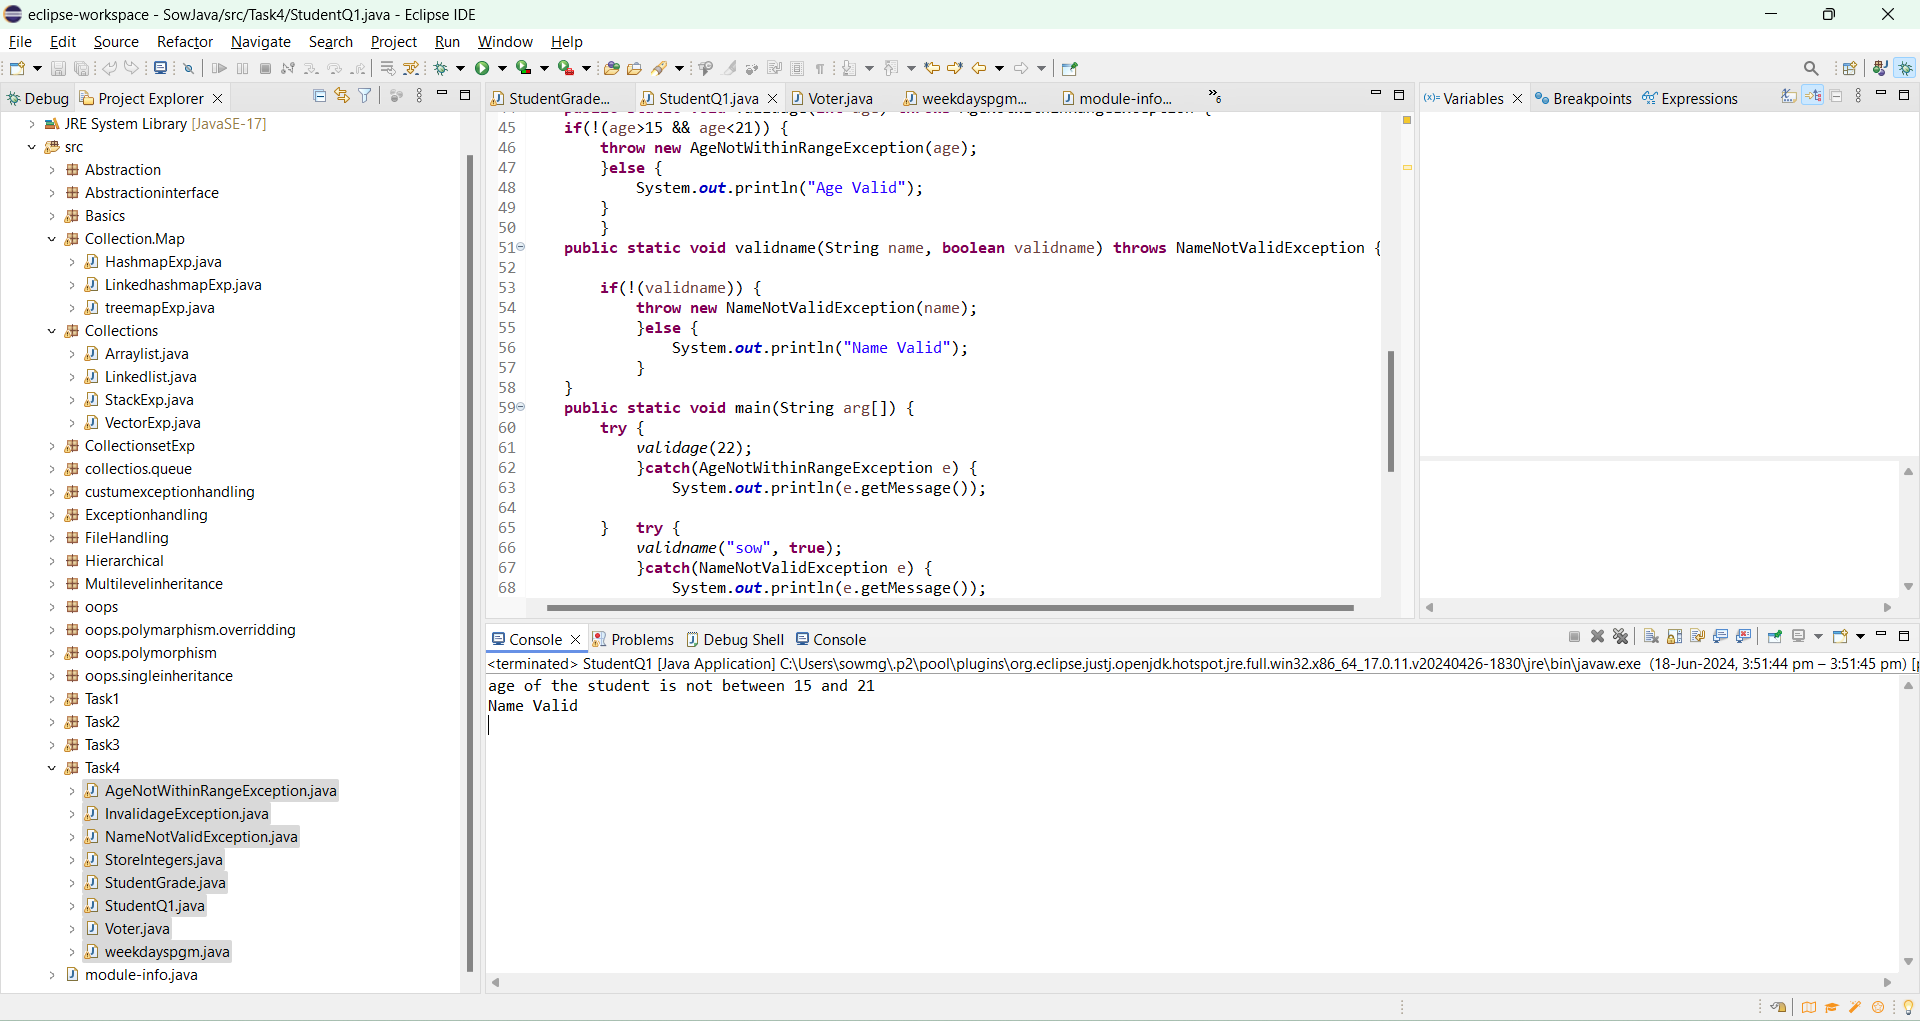 eclipse-workspace - SowJava/src/Task4/StudentQ1.java - Eclipse IDE
File Edit Source Refactor Navigate Search Project Run Window Help
Debug Project Explorer
JRE System Library [JavaSE-17]
src
Abstraction
Abstractioninterface
Basics
Collection.Map
HashmapExp.java
LinkedhashmapExp.java
treemapExp.java
Collections
Arraylist.java
Linkedlist.java
StackExp.java
VectorExp.java
CollectionsetExp
collectios.queue
custumexceptionhandling
Exceptionhandling
FileHandling
Hierarchical
Multilevelinheritance
oops
oops.polymarphism.overridding
oops.polymorphism
oops.singleinheritance
Task1
Task2
Task3
Task4
AgeNotWithinRangeException.java
InvalidageException.java
NameNotValidException.java
StoreIntegers.java
StudentGrade.java
StudentQ1.java
Voter.java
weekdayspgm.java
module-info.java
StudentGrade... StudentQ1.java Voter.java weekdayspgm... module-info... »6
45 if(!(age>15 && age<21)) {
46 throw new AgeNotWithinRangeException(age);
47 }else {
48 System.out.println("Age Valid");
49 }
50 }
51 public static void validname(String name, boolean validname) throws NameNotValidException {
52
53 if(!(validname)) {
54 throw new NameNotValidException(name);
55 }else {
56 System.out.println("Name Valid");
57 }
58 }
59 public static void main(String arg[]) {
60 try {
61 validage(22);
62 }catch(AgeNotWithinRangeException e) {
63 System.out.println(e.getMessage());
64
65 } try {
66 validname("sow", true);
67 }catch(NameNotValidException e) {
68 System.out.println(e.getMessage());
(x)= Variables Breakpoints Expressions
Console Problems Debug Shell Console
<terminated> StudentQ1 [Java Application] C:\Users\sowmg\.p2\pool\plugins\org.eclipse.justj.openjdk.hotspot.jre.full.win32.x86_64_17.0.11.v20240426-1830\jre\bin\javaw.exe (18-Jun-2024, 3:51:44 pm – 3:51:45 pm) [
age of the student is not between 15 and 21
Name Valid